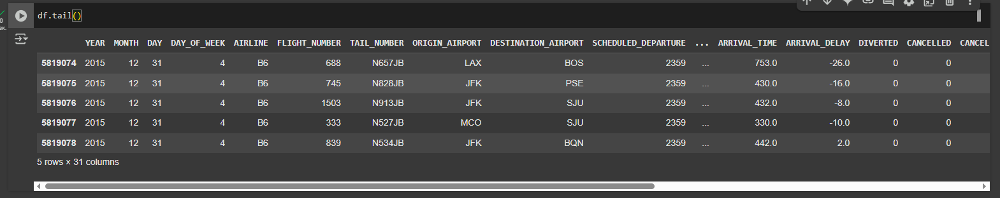 0
ек.
df.tail()
YEAR MONTH DAY DAY_OF_WEEK AIRLINE FLIGHT_NUMBER TAIL_NUMBER ORIGIN_AIRPORT DESTINATION_AIRPORT SCHEDULED_DEPARTURE ... ARRIVAL_TIME ARRIVAL_DELAY DIVERTED CANCELLED CANCEL
5819074 2015 12 31 4 B6 688 N657JB LAX BOS 2359 ... 753.0 -26.0 0 0
5819075 2015 12 31 4 B6 745 N828JB JFK PSE 2359 ... 430.0 -16.0 0 0
5819076 2015 12 31 4 B6 1503 N913JB JFK SJU 2359 ... 432.0 -8.0 0 0
5819077 2015 12 31 4 B6 333 N527JB MCO SJU 2359 ... 330.0 -10.0 0 0
5819078 2015 12 31 4 B6 839 N534JB JFK BQN 2359 ... 442.0 2.0 0 0
5 rows × 31 columns